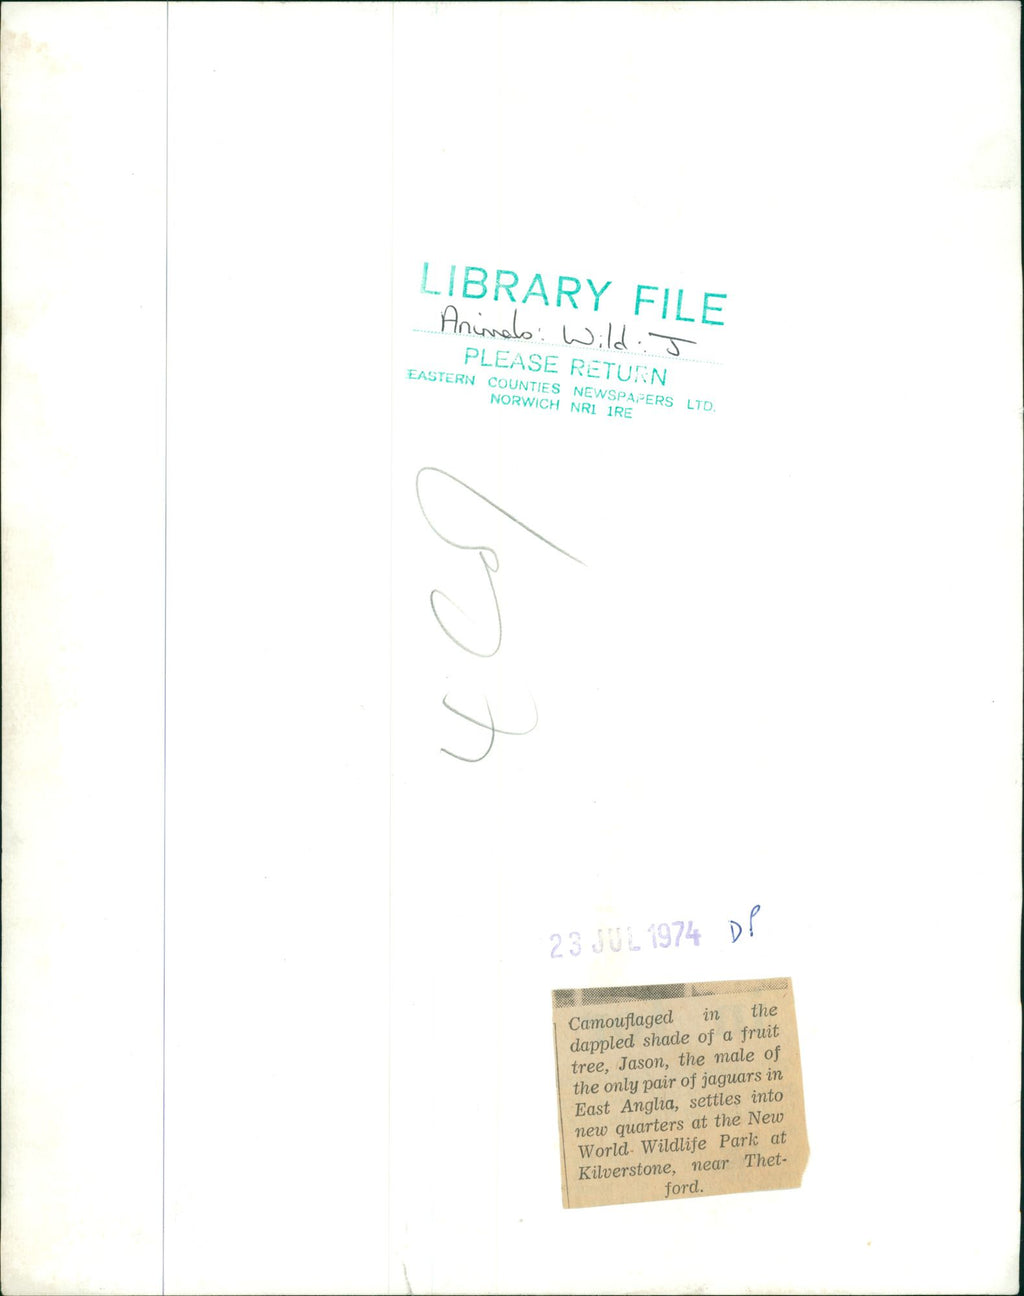 LIBRARY FILE
Animals: Wild: J
PLEASE RETURN
EASTERN COUNTIES NEWSPAPERS LTD.
NORWICH NR1 1RE
23 JUL 1974 DP
Camouflaged in the
dappled shade of a fruit
tree, Jason, the male of
the only pair of jaguars in
East Anglia, settles into
new quarters at the New
World Wildlife Park at
Kilverstone, near Thet-
ford.